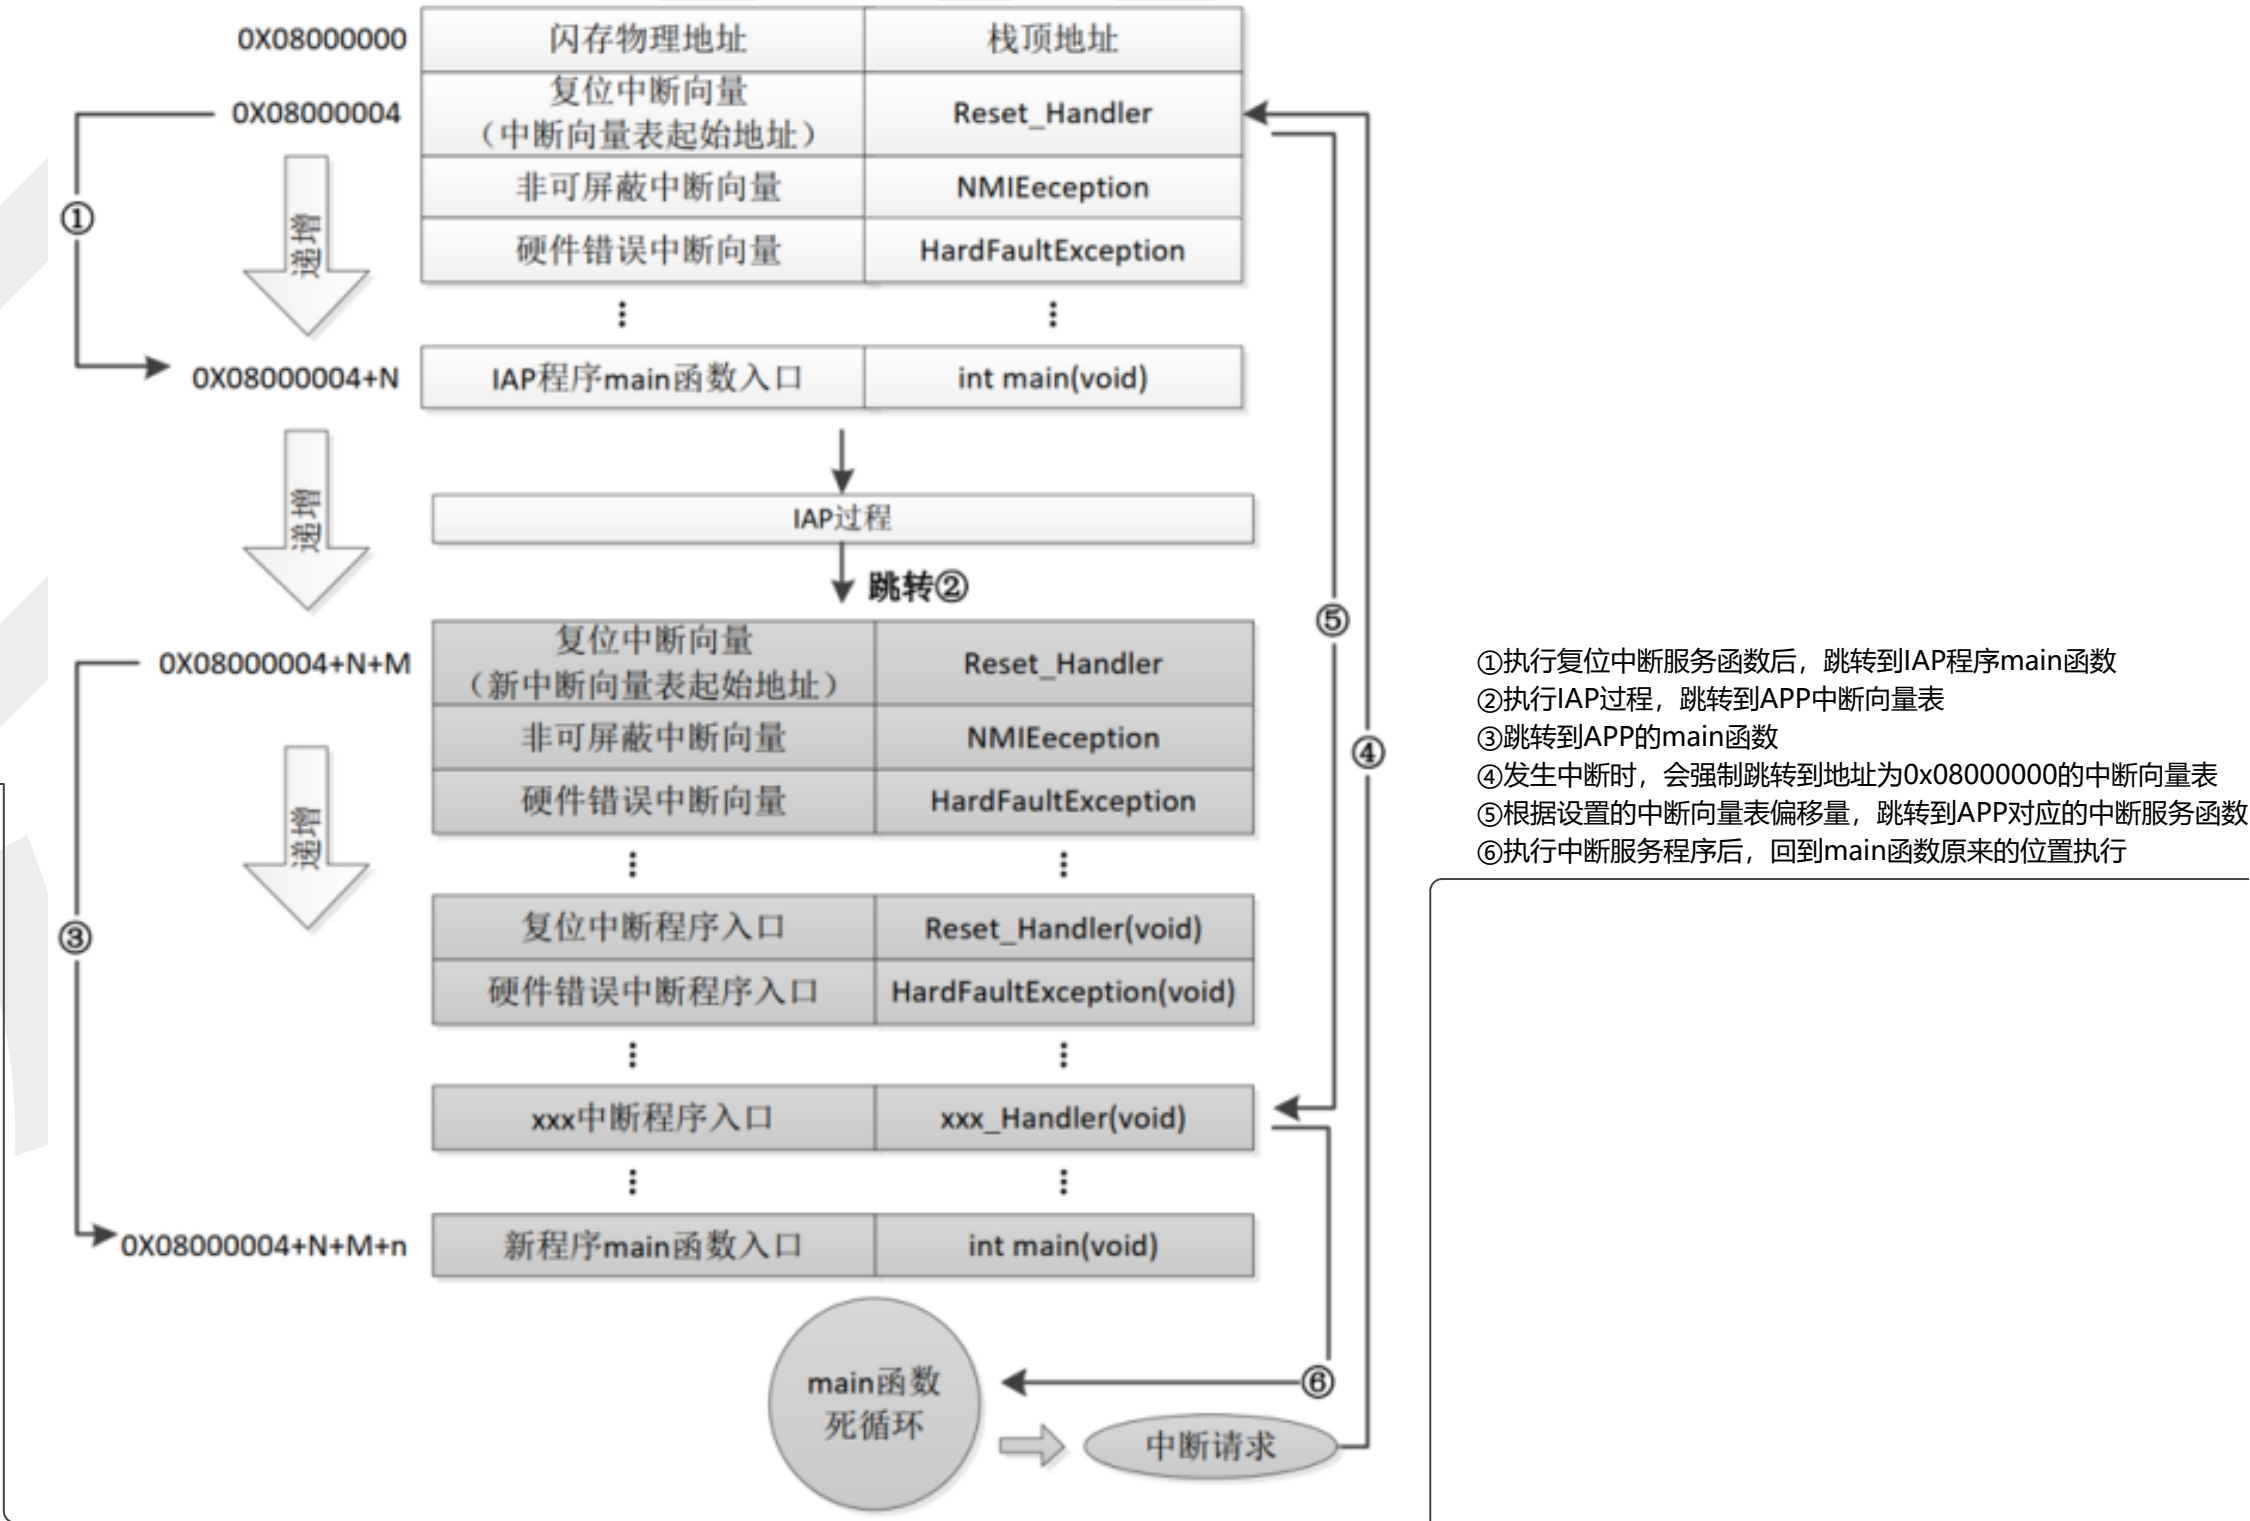 0X08000000 闪存物理地址 栈顶地址
0X08000004 复位中断向量
（中断向量表起始地址） Reset_Handler
非可屏蔽中断向量 NMIEeception
硬件错误中断向量 HardFaultException
①
递增
0X08000004+N IAP程序main函数入口 int main(void)
递增
IAP过程
跳转②
0X08000004+N+M 复位中断向量
（新中断向量表起始地址） Reset_Handler
非可屏蔽中断向量 NMIEeception
硬件错误中断向量 HardFaultException
递增
③
复位中断程序入口 Reset_Handler(void)
硬件错误中断程序入口 HardFaultException(void)
xxx中断程序入口 xxx_Handler(void)
0X08000004+N+M+n 新程序main函数入口 int main(void)
⑤
④
⑥
main函数
死循环
中断请求
①执行复位中断服务函数后，跳转到IAP程序main函数
②执行IAP过程，跳转到APP中断向量表
③跳转到APP的main函数
④发生中断时，会强制跳转到地址为0x08000000的中断向量表
⑤根据设置的中断向量表偏移量，跳转到APP对应的中断服务函数
⑥执行中断服务程序后，回到main函数原来的位置执行